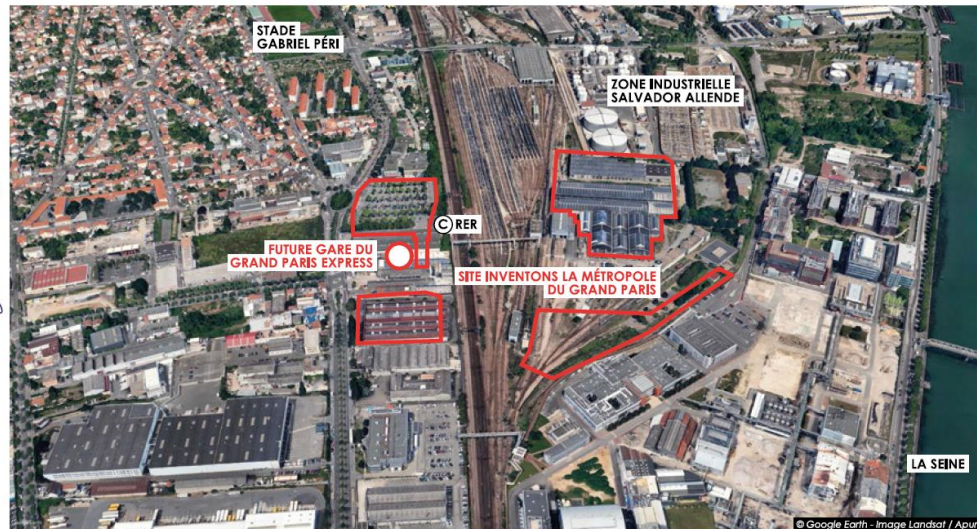 STADE
GABRIEL PÉRI
ZONE INDUSTRIELLE
SALVADOR ALLENDE
C RER
FUTURE GARE DU
GRAND PARIS EXPRESS
SITE INVENTONS LA MÉTROPOLE
DU GRAND PARIS
LA SEINE
© Google Earth - Image Landsat / Apur